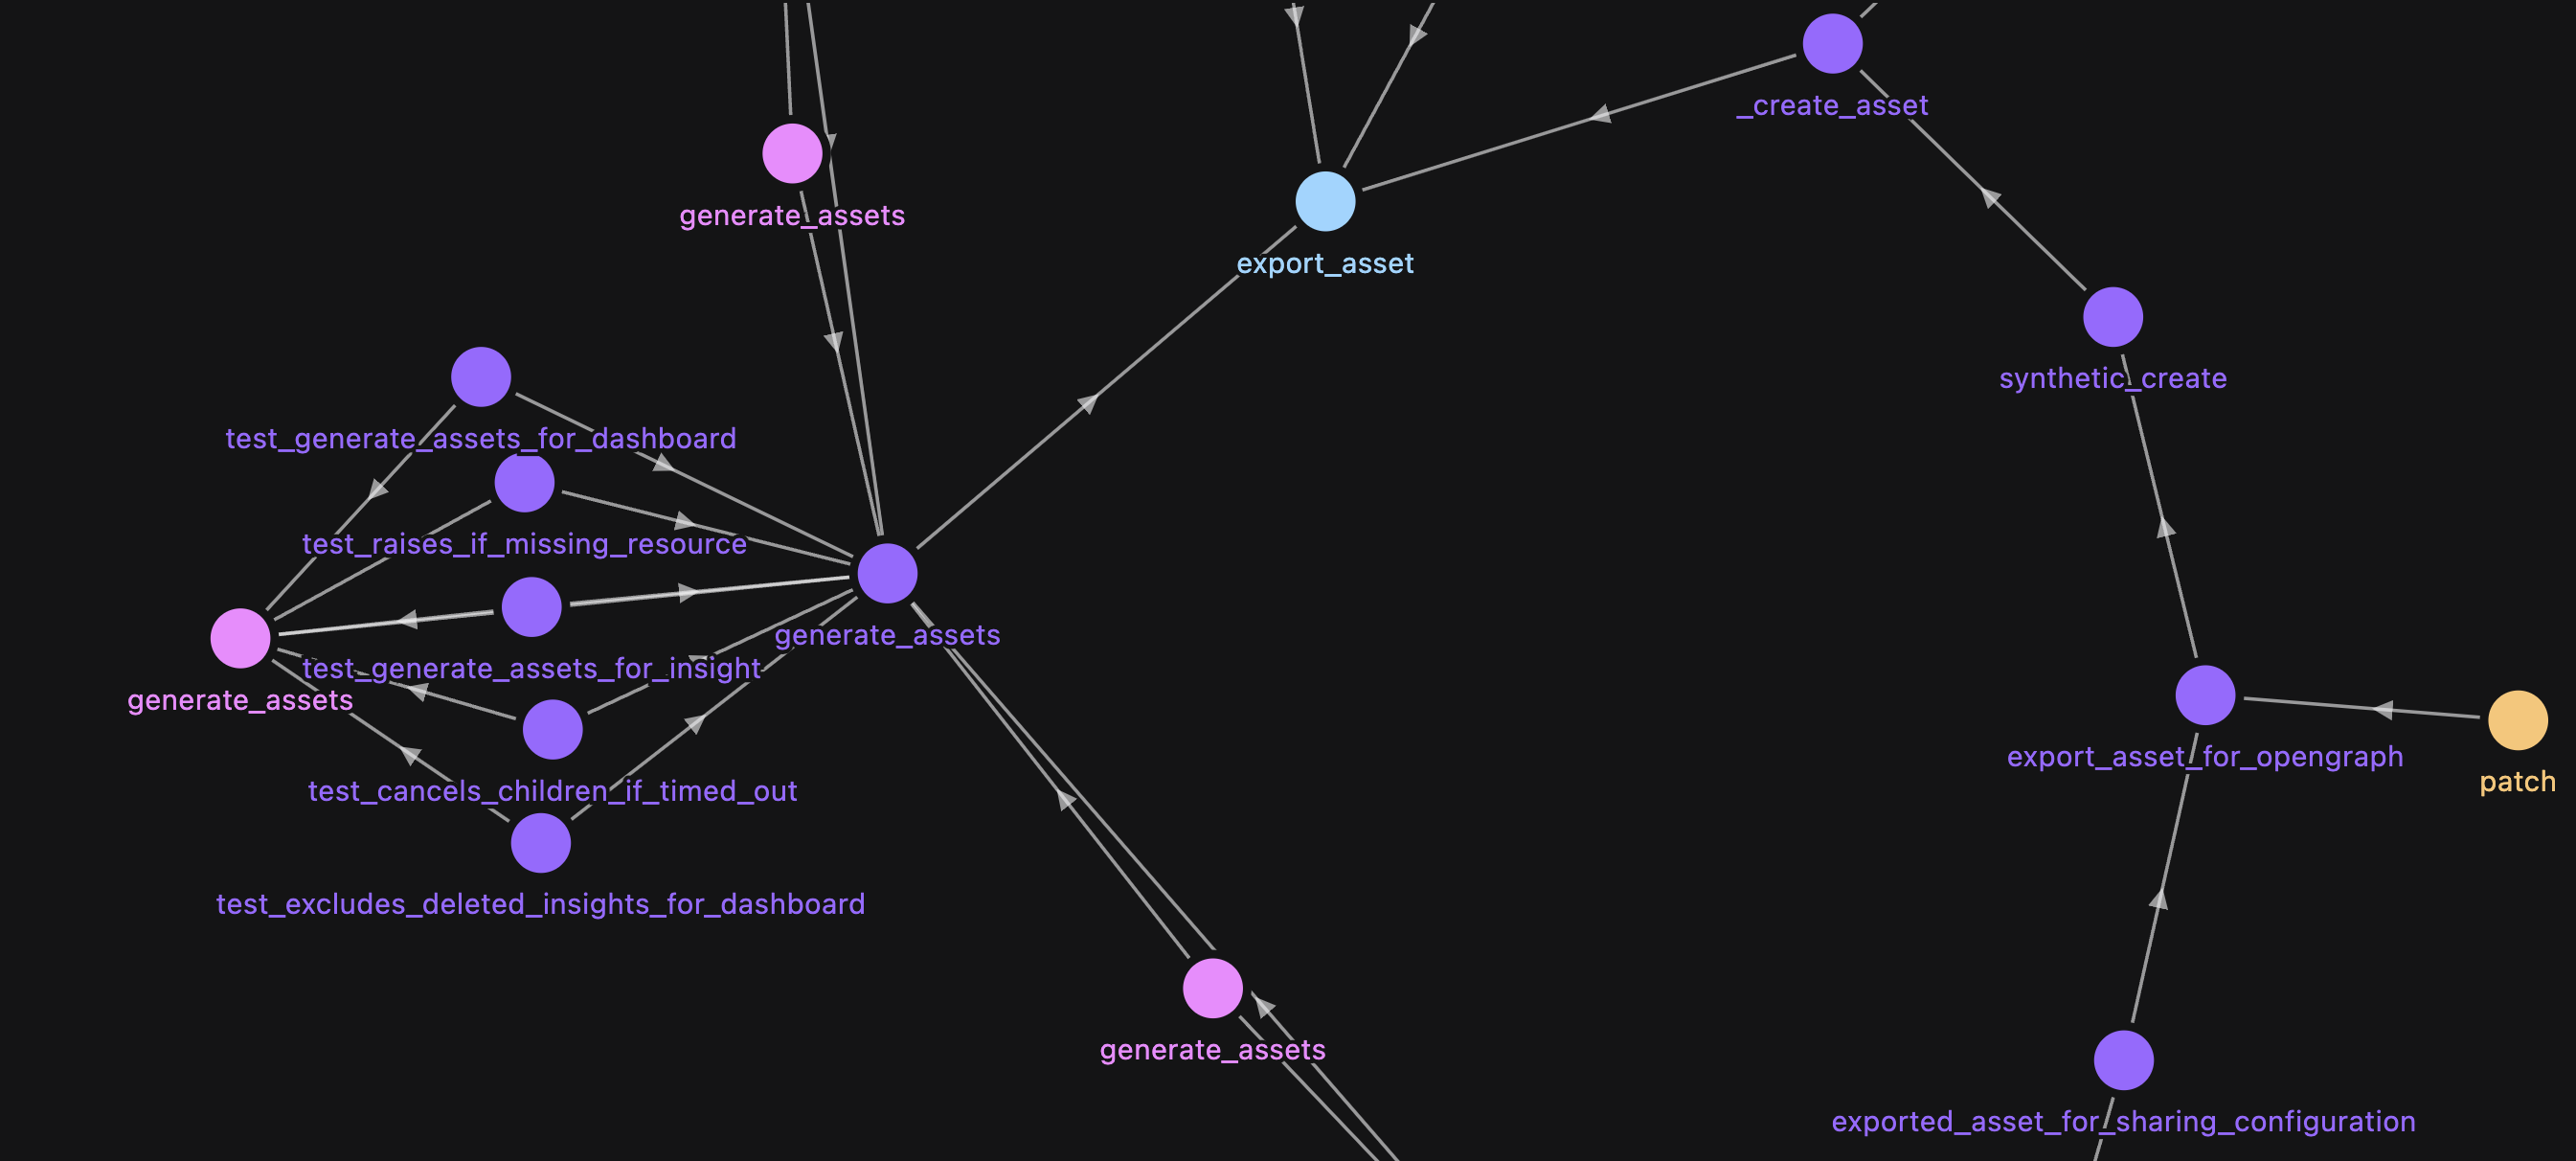 _create_asset
generate_assets
export_asset
synthetic_create
test_generate_assets_for_dashboard
test_raises_if_missing_resource
generate_assets
test_generate_assets_for_insight
generate_assets
export_asset_for_opengraph
patch
test_cancels_children_if_timed_out
test_excludes_deleted_insights_for_dashboard
generate_assets
exported_asset_for_sharing_configuration